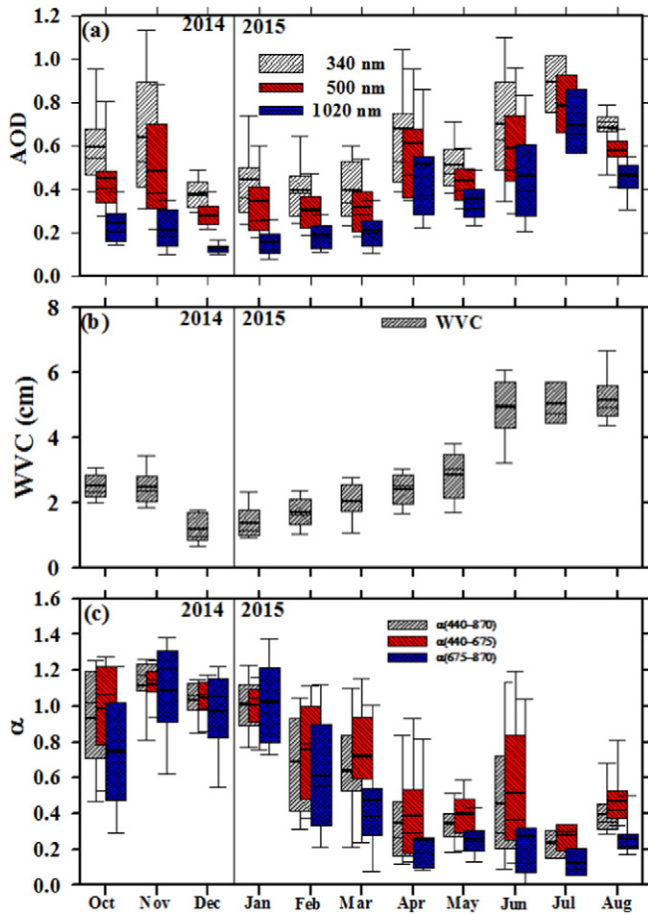 (a) 2014 2015
340 nm
500 nm
1020 nm
AOD
1.2
1.0
0.8
0.6
0.4
0.2
0.0
(b) 2014 2015
WVC
WVC (cm)
8
6
4
2
0
(c) 2014 2015
α(440–870)
α(440–675)
α(675–870)
α
1.6
1.4
1.2
1.0
0.8
0.6
0.4
0.2
0.0
Oct Nov Dec Jan Feb Mar Apr May Jun Jul Aug